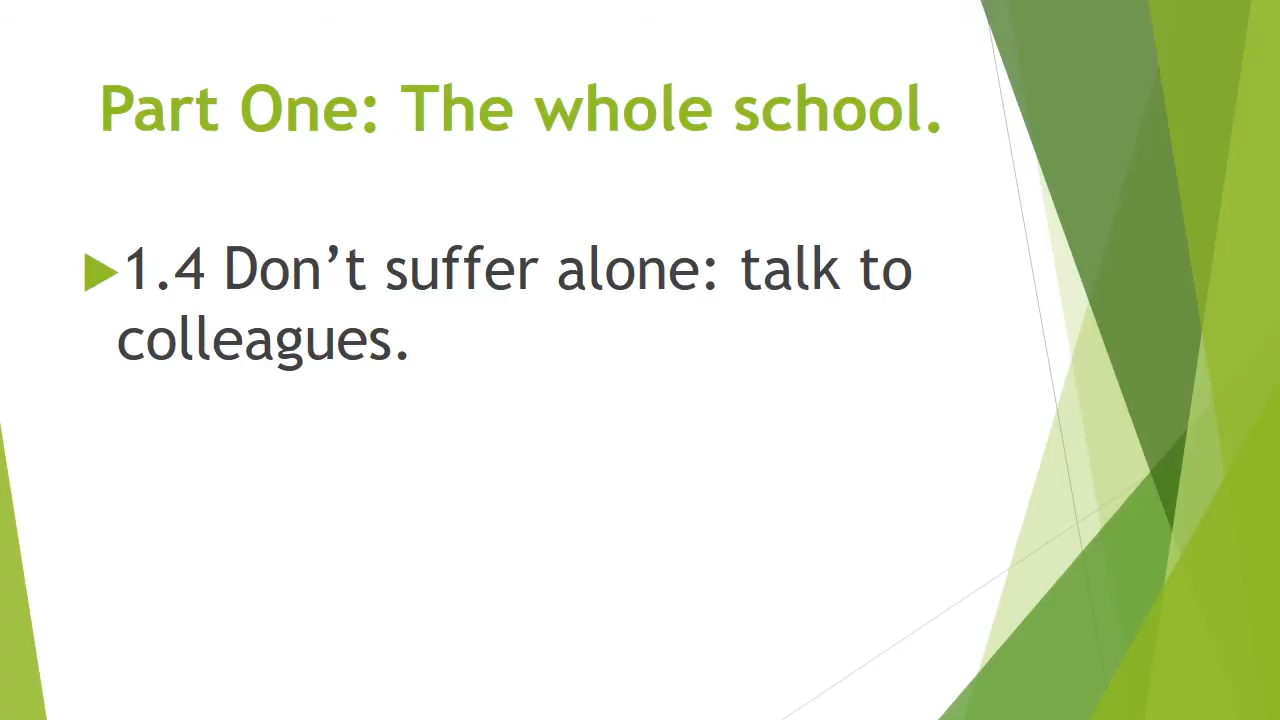 Part One: The whole school.
1.4 Don’t suffer alone: talk to
colleagues.